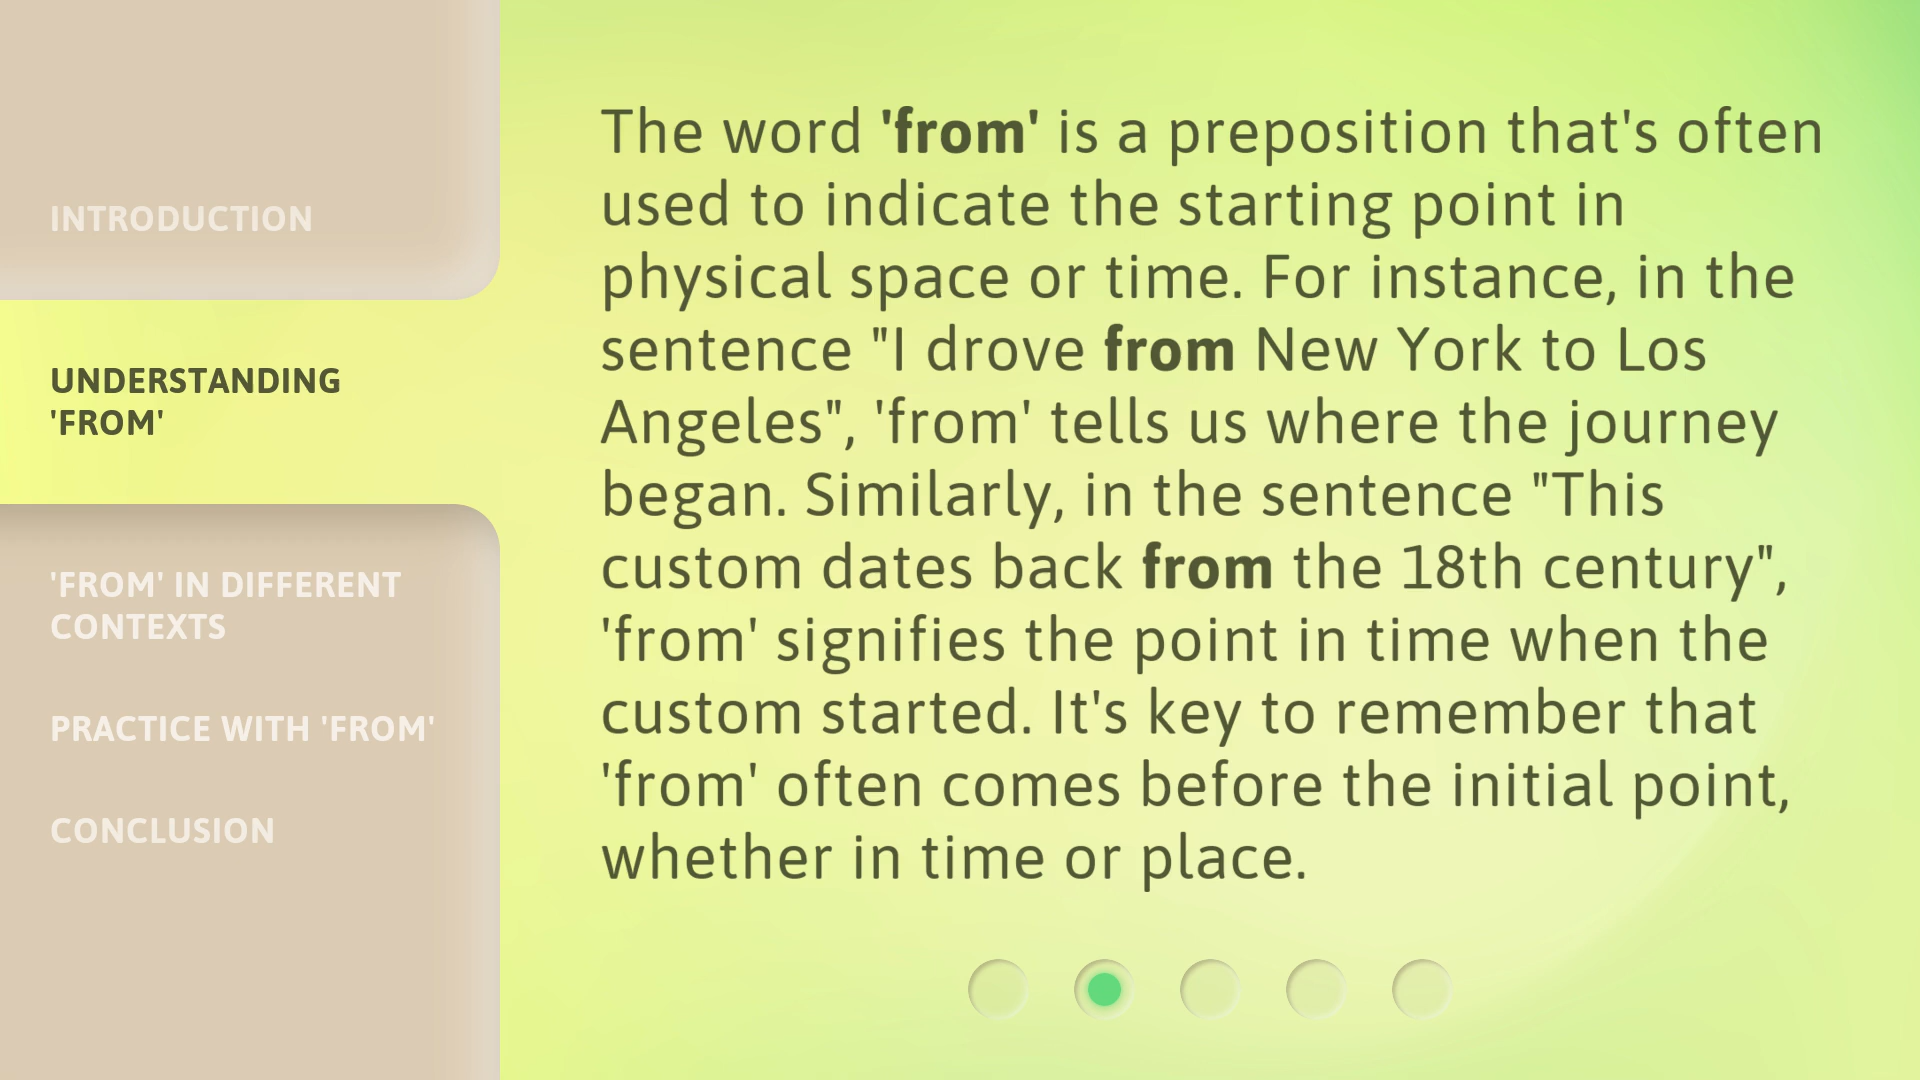 INTRODUCTION
UNDERSTANDING
'FROM'
'FROM' IN DIFFERENT
CONTEXTS
PRACTICE WITH 'FROM'
CONCLUSION
The word 'from' is a preposition that's often
used to indicate the starting point in
physical space or time. For instance, in the
sentence "I drove from New York to Los
Angeles", 'from' tells us where the journey
began. Similarly, in the sentence "This
custom dates back from the 18th century",
'from' signifies the point in time when the
custom started. It's key to remember that
'from' often comes before the initial point,
whether in time or place.